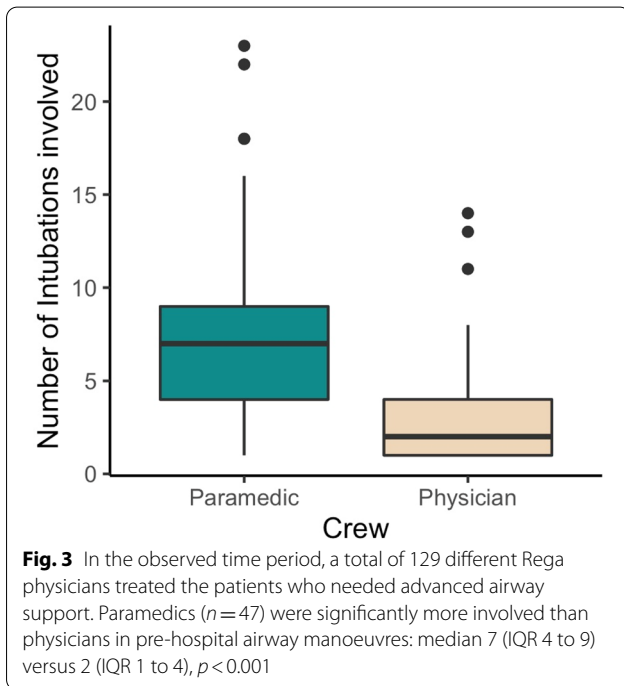 Number of Intubations involved
20
15
10
5
0
Paramedic
Physician
Crew
Fig. 3 In the observed time period, a total of 129 different Rega
physicians treated the patients who needed advanced airway
support. Paramedics (n = 47) were significantly more involved than
physicians in pre-hospital airway manoeuvres: median 7 (IQR 4 to 9)
versus 2 (IQR 1 to 4), p < 0.001